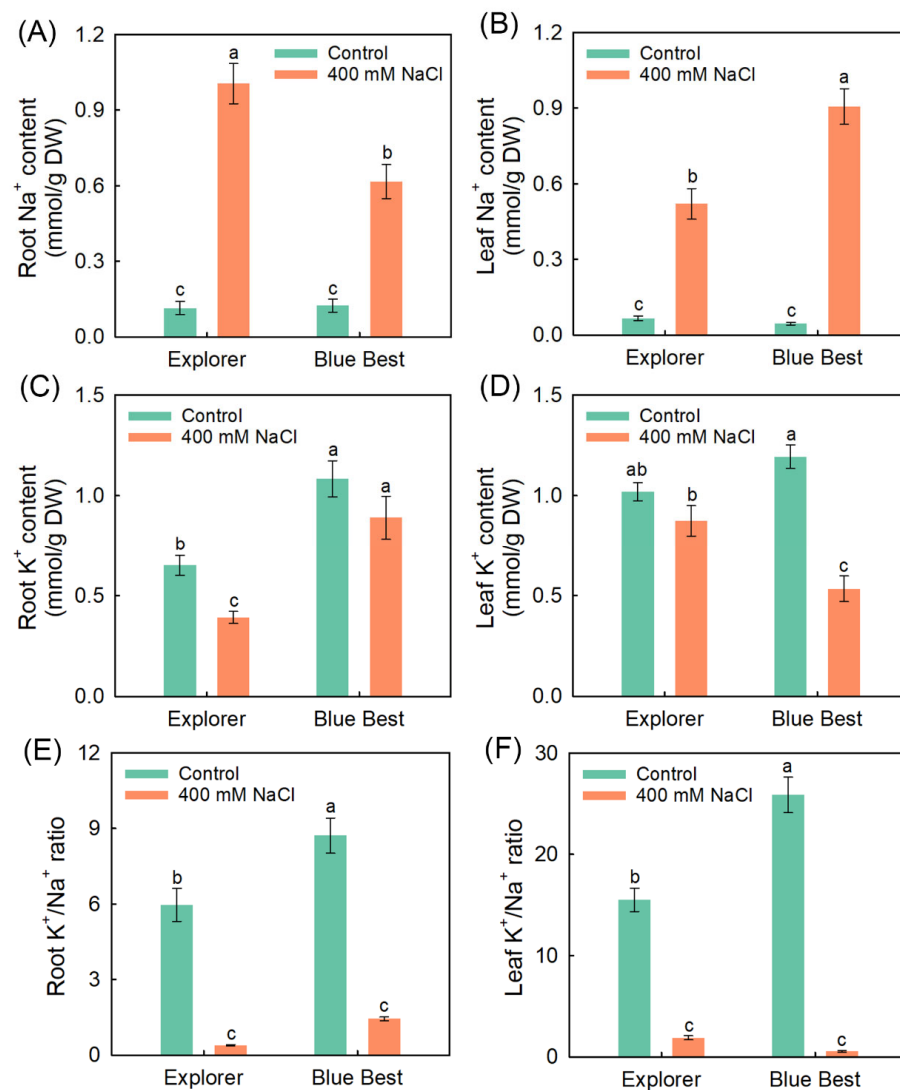 (A)
1.2
0.9
0.6
0.3
0.0
Root Na⁺ content
(mmol/g DW)
Control
400 mM NaCl
c
a
c
b
Explorer
Blue Best
(B)
1.2
0.9
0.6
0.3
0.0
Leaf Na⁺ content
(mmol/g DW)
Control
400 mM NaCl
c
b
c
a
Explorer
Blue Best
(C)
1.5
1.0
0.5
0.0
Root K⁺ content
(mmol/g DW)
Control
400 mM NaCl
b
c
a
a
Explorer
Blue Best
(D)
1.5
1.0
0.5
0.0
Leaf K⁺ content
(mmol/g DW)
Control
400 mM NaCl
ab
b
a
c
Explorer
Blue Best
(E)
12
9
6
3
0
Root K⁺/Na⁺ ratio
Control
400 mM NaCl
b
c
a
c
Explorer
Blue Best
(F)
30
20
10
0
Leaf K⁺/Na⁺ ratio
Control
400 mM NaCl
b
c
a
c
Explorer
Blue Best